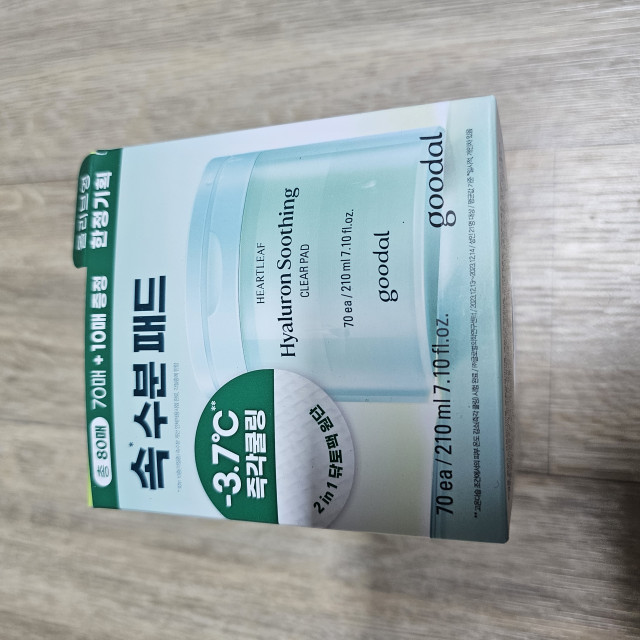 올리브영
한정기획
총 80매 70매 + 10매 증정
속*수분 패드
HEARTLEAF
Hyaluron Soothing
CLEAR PAD
70 ea / 210 ml 7.10 fl.oz.
goodal
-3.7℃**
즉각쿨링
2 in 1 닦토팩 원단
70 ea / 210 ml 7.10 fl.oz.
goodal